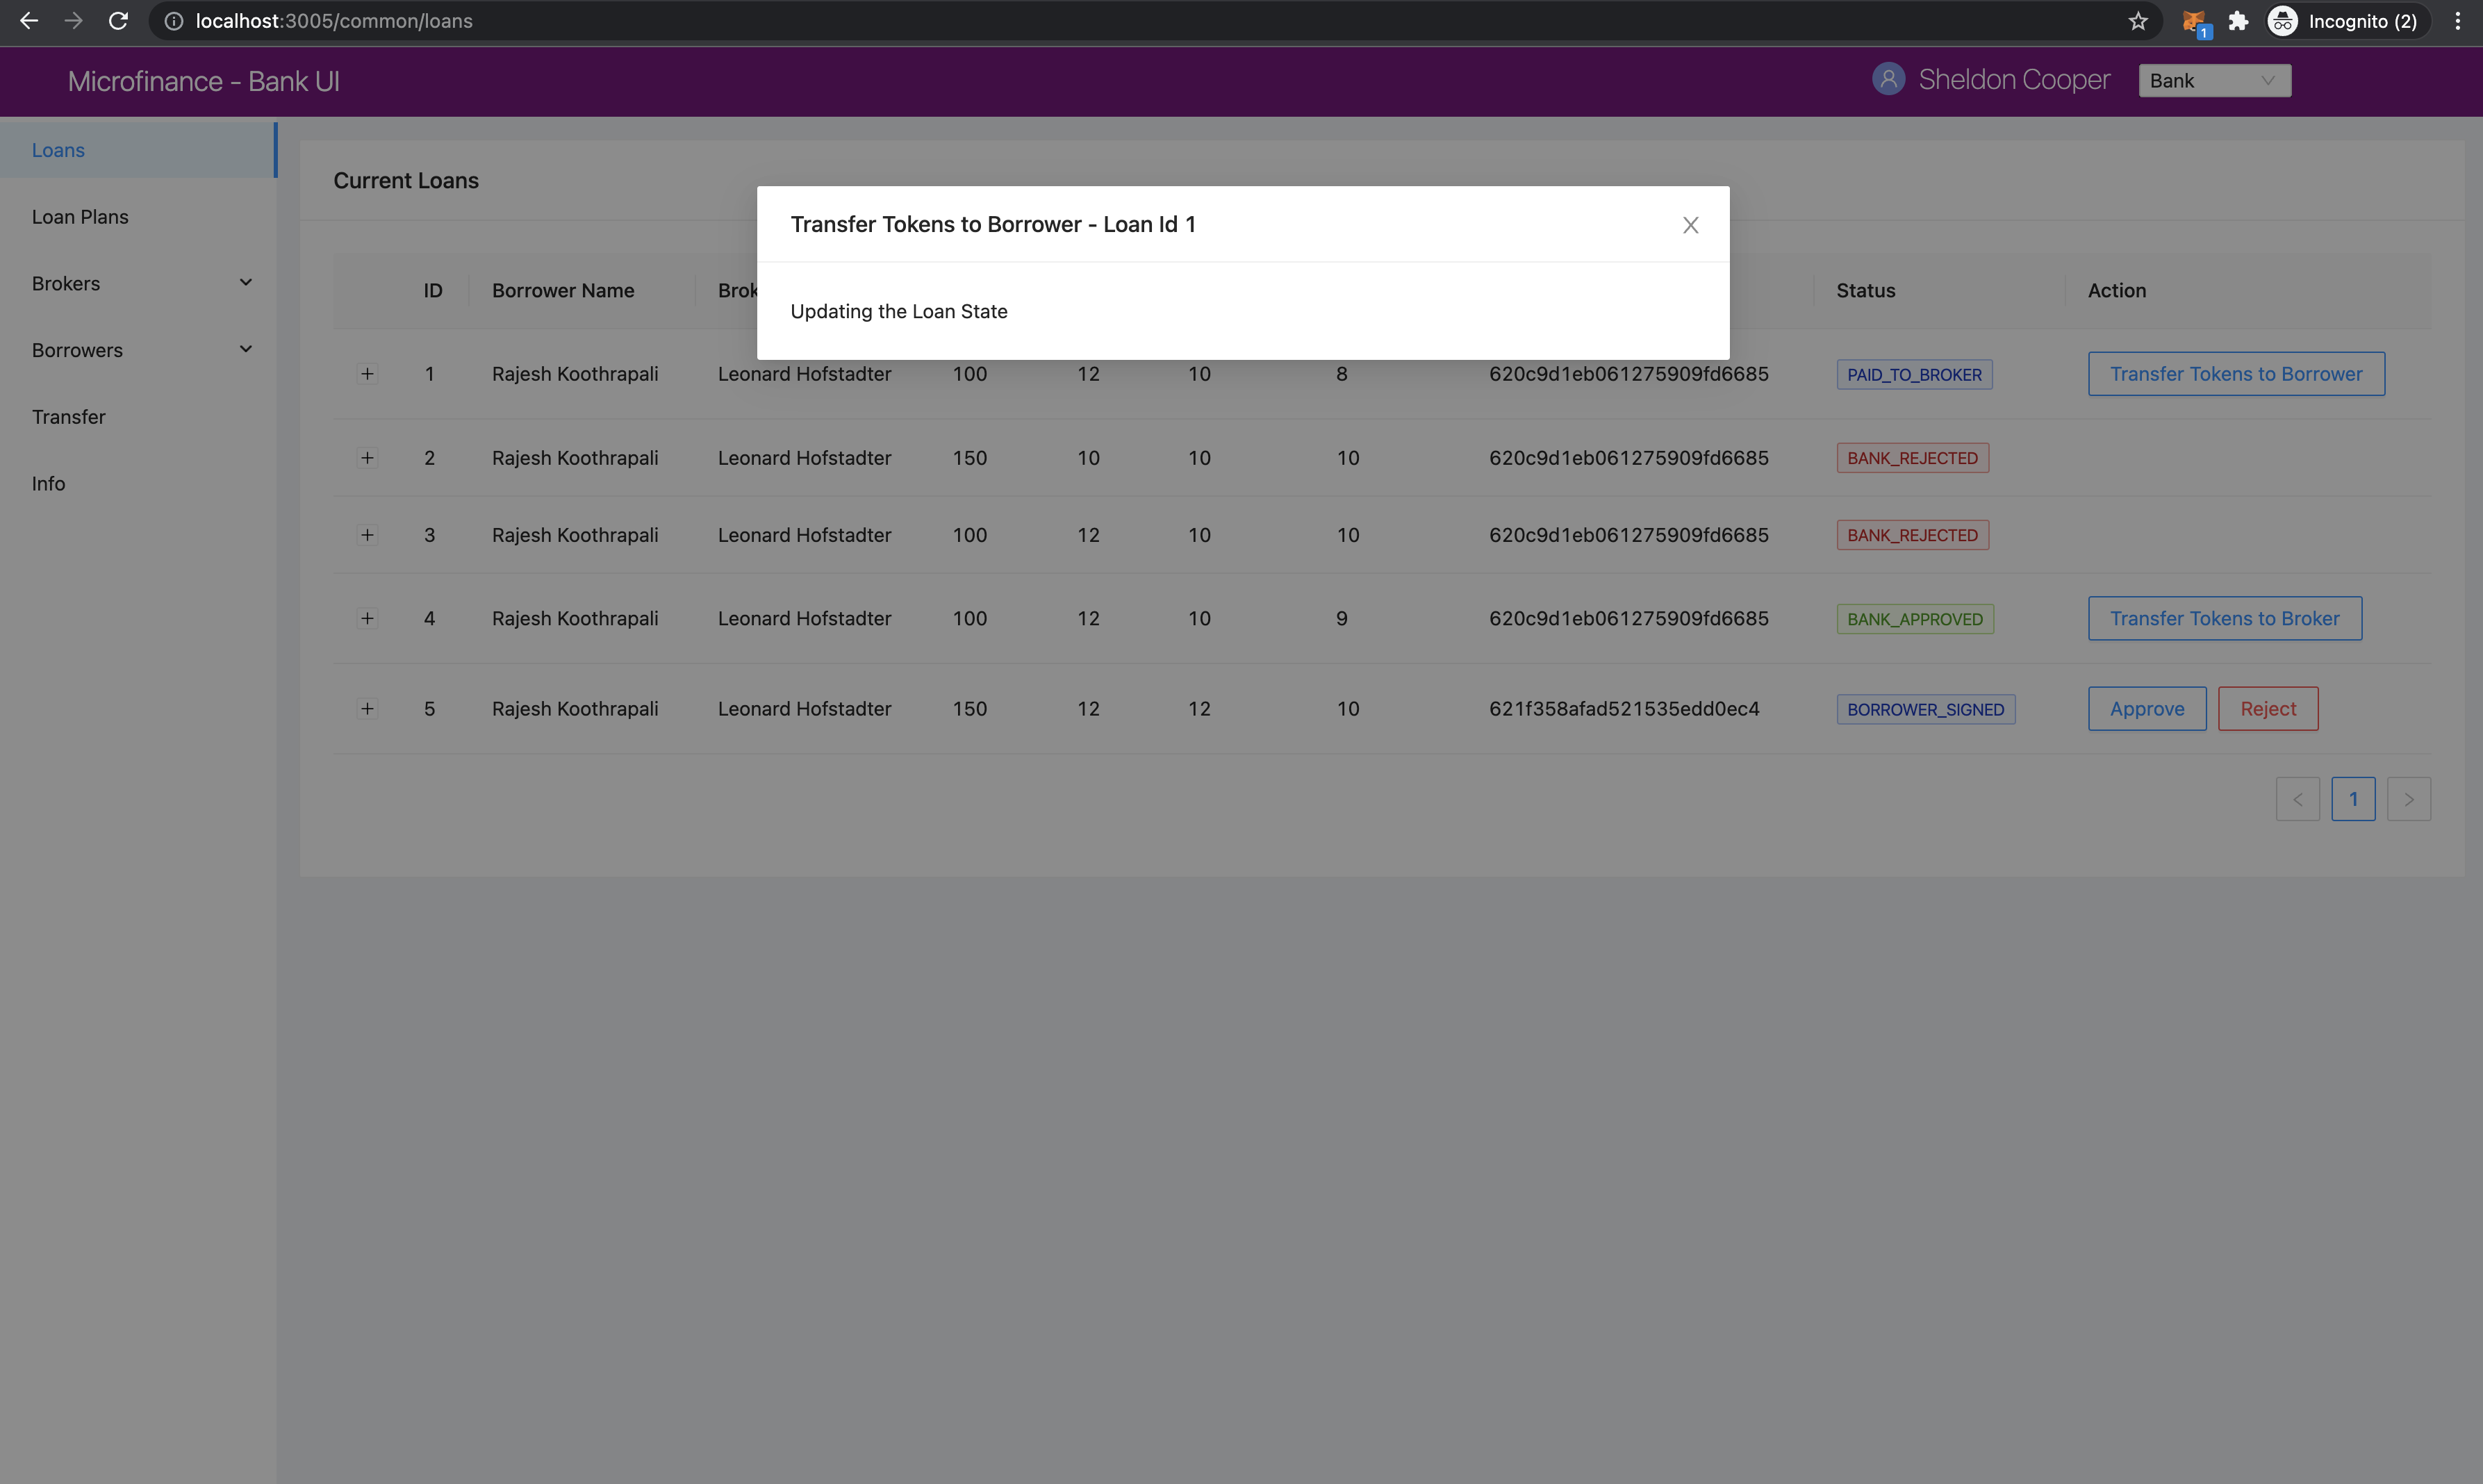 localhost:3005/common/loans
1
Incognito (2)
Microfinance - Bank UI
Sheldon Cooper
Bank
Loans
Loan Plans
Brokers
Borrowers
Transfer
Info
Current Loans
Transfer Tokens to Borrower - Loan Id 1
Updating the Loan State
ID Borrower Name Status Action
1 Rajesh Koothrapali Leonard Hofstadter 100 12 10 8 620c9d1eb061275909fd6685 PAID_TO_BROKER Transfer Tokens to Borrower
2 Rajesh Koothrapali Leonard Hofstadter 150 10 10 10 620c9d1eb061275909fd6685 BANK_REJECTED
3 Rajesh Koothrapali Leonard Hofstadter 100 12 10 10 620c9d1eb061275909fd6685 BANK_REJECTED
4 Rajesh Koothrapali Leonard Hofstadter 100 12 10 9 620c9d1eb061275909fd6685 BANK_APPROVED Transfer Tokens to Broker
5 Rajesh Koothrapali Leonard Hofstadter 150 12 12 10 621f358afad521535edd0ec4 BORROWER_SIGNED Approve Reject
1